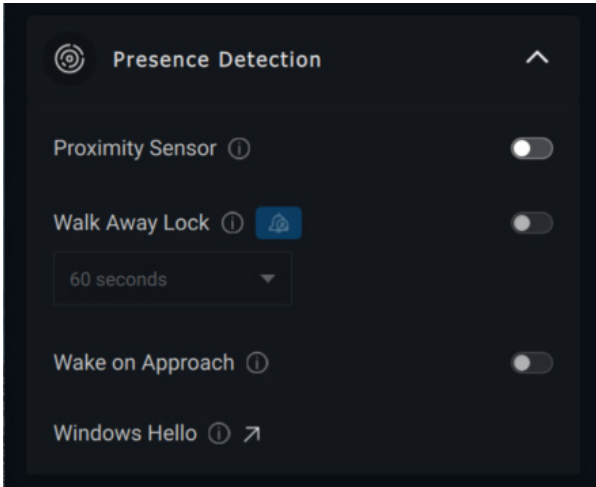 Presence Detection
Proximity Sensor
Walk Away Lock
60 seconds
Wake on Approach
Windows Hello